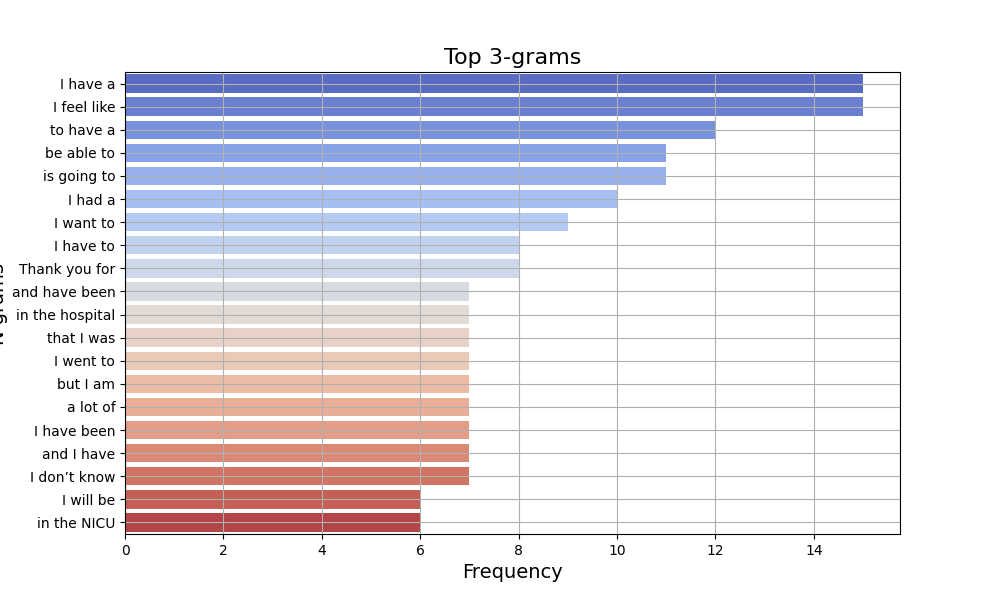 Top 3-grams
I have a
I feel like
to have a
be able to
is going to
I had a
I want to
I have to
Thank you for
and have been
in the hospital
that I was
I went to
but I am
a lot of
I have been
and I have
I don’t know
I will be
in the NICU
0 2 4 6 8 10 12 14
Frequency